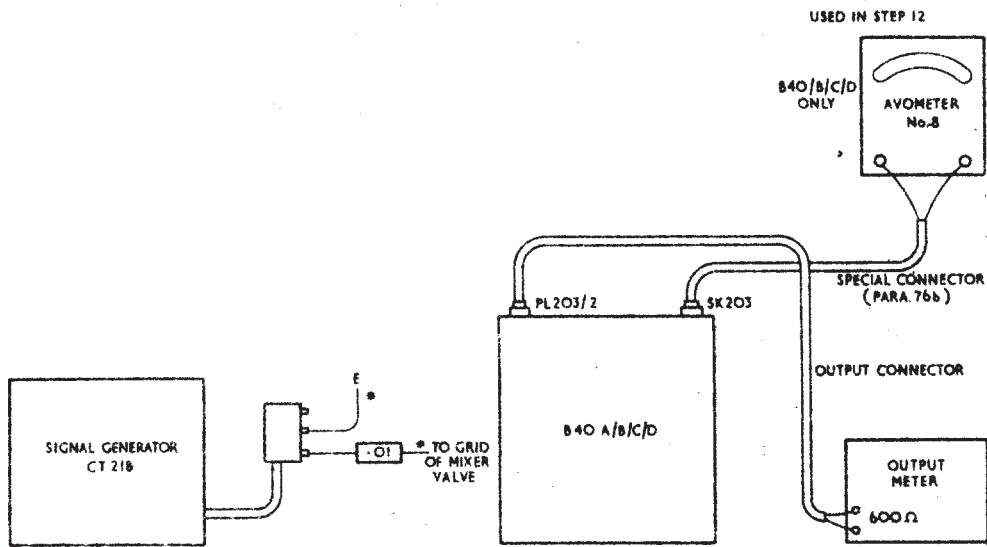 USED IN STEP 12
B40/B/C/D
ONLY
AVOMETER
No.8
SPECIAL CONNECTOR
(PARA.76b)
PL203/2
SK203
OUTPUT CONNECTOR
E
*
SIGNAL GENERATOR
CT 218
·01
* TO GRID
OF MIXER
VALVE
B40 A/B/C/D
OUTPUT
METER
600Ω